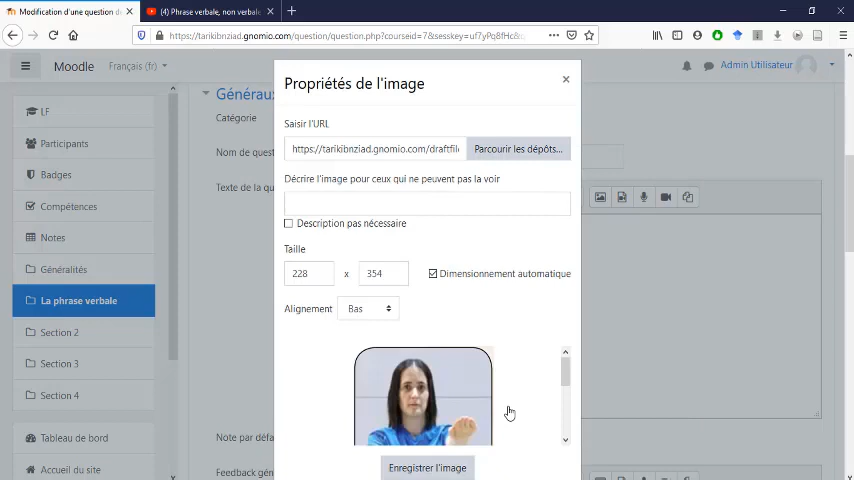 Modification d'une question de
(4) Phrase verbale, non verbale,
https://tarikibnziad.gnomio.com/question/question.php?courseid=7&sesskey=uf7yPq8fHc8
Moodle
Français (fr)
Admin Utilisateur
LF
Participants
Badges
Compétences
Notes
Généralités
La phrase verbale
Section 2
Section 3
Section 4
Tableau de bord
Accueil du site
Générau
Catégorie
Nom de quest
Texte de la qu
Note par défa
Feedback gén
Propriétés de l'image
×
Saisir l'URL
https://tarikibnziad.gnomio.com/draftfile
Parcourir les dépôts...
Décrire l'image pour ceux qui ne peuvent pas la voir
Description pas nécessaire
Taille
228 x 354
Dimensionnement automatique
Alignement Bas
Enregistrer l'image